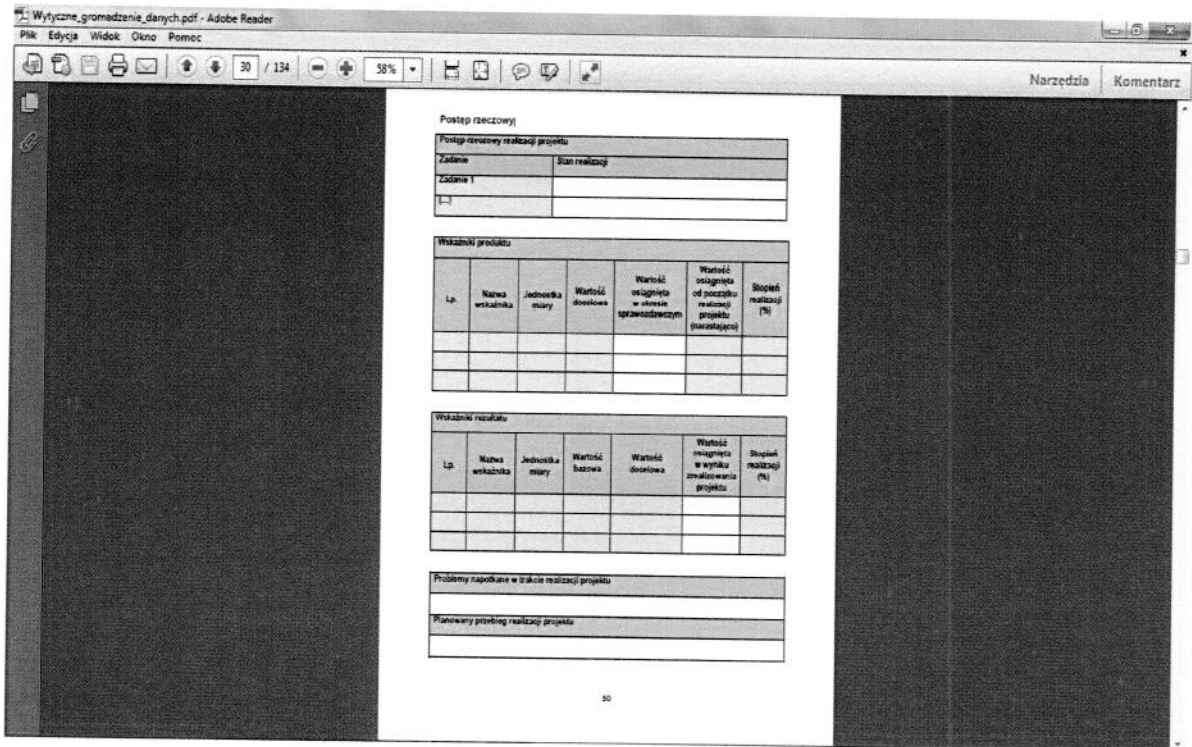 Wytyczne_gromadzenie_danych.pdf - Adobe Reader
Plik Edycja Widok Okno Pomoc
30 / 134 58%
Narzędzia Komentarz
Postęp rzeczowy
Postęp rzeczowy realizacji projektu
Zadanie Stan realizacji
Zadanie 1
(...)
Wskaźniki produktu
Lp. Nazwa wskaźnika Jednostka miary Wartość docelowa Wartość osiągnięta w okresie sprawozdawczym Wartość osiągnięta od początku realizacji projektu (narastająco) Stopień realizacji (%)
Wskaźniki rezultatu
Lp. Nazwa wskaźnika Jednostka miary Wartość bazowa Wartość docelowa Wartość osiągnięta w wyniku zrealizowania projektu Stopień realizacji (%)
Problemy napotkane w trakcie realizacji projektu
Planowany przebieg realizacji projektu
30